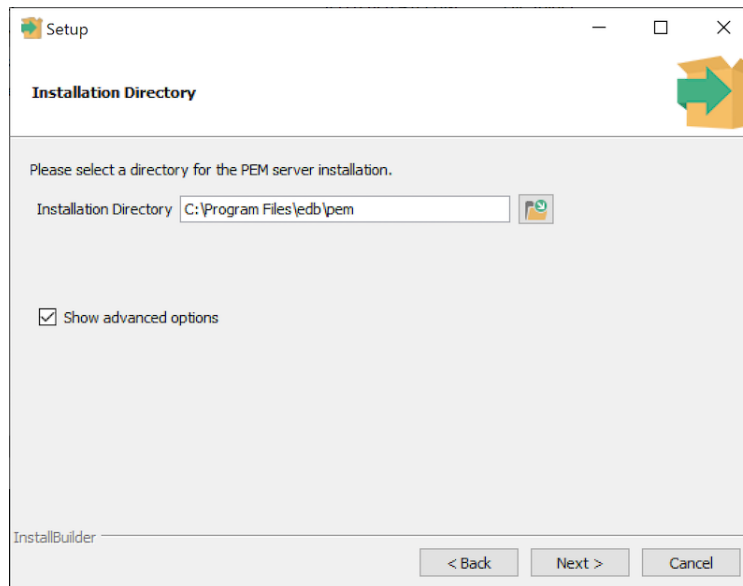 Setup
Installation Directory
Please select a directory for the PEM server installation.
Installation Directory C:\Program Files\edb\pem
Show advanced options
InstallBuilder
< Back Next > Cancel